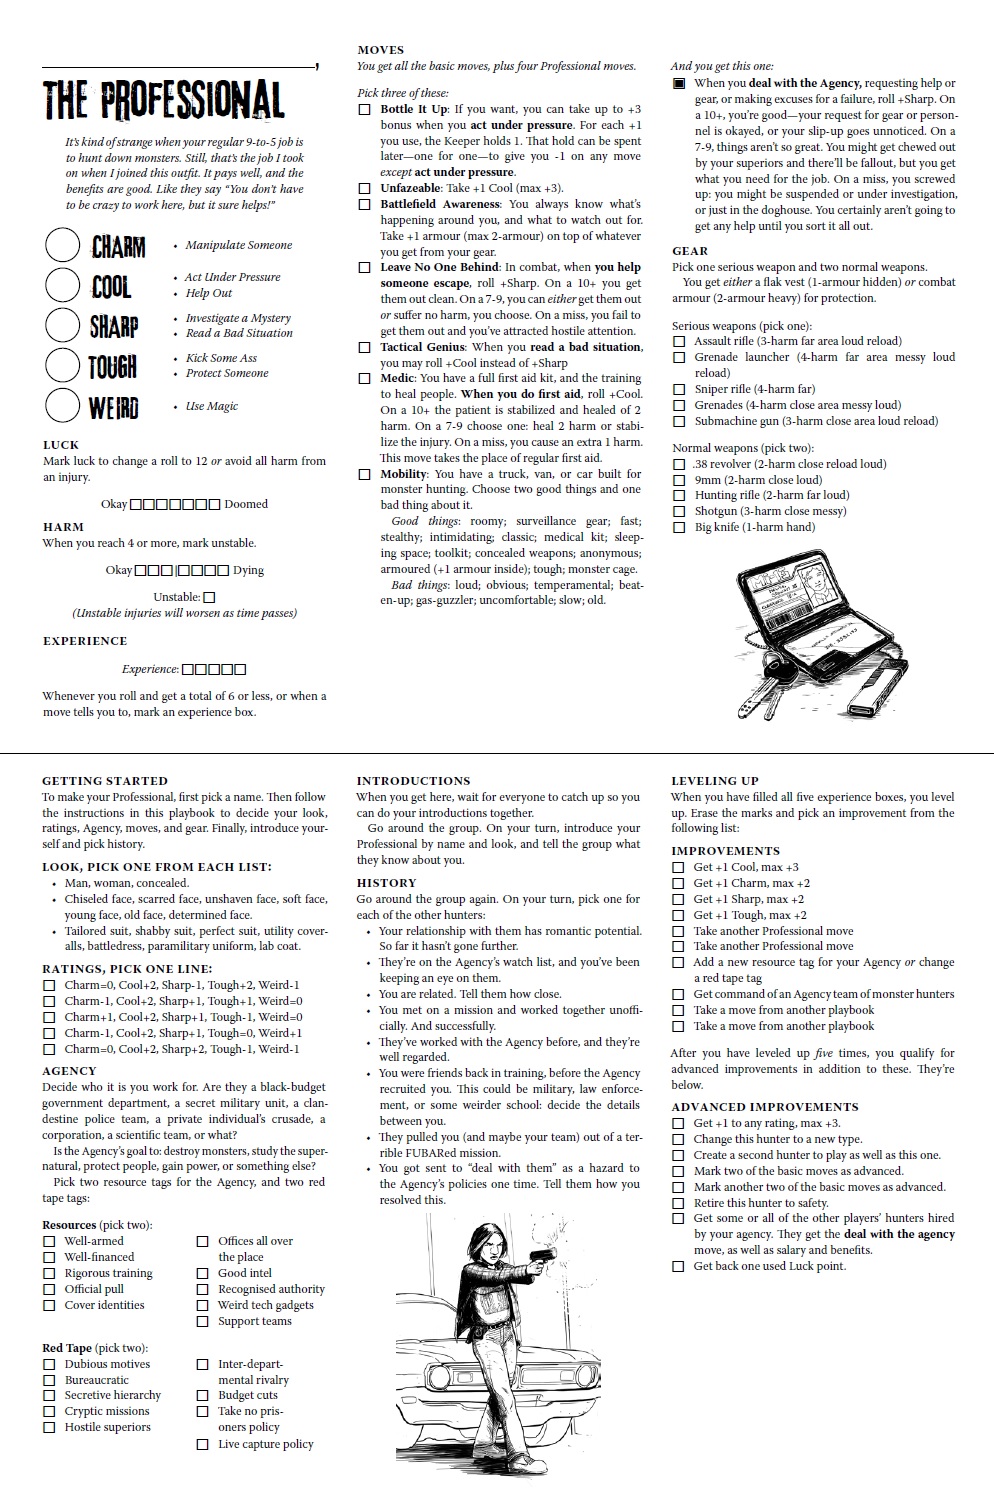 THE PROFESSIONAL
It's kind of strange when your regular 9-to-5 job is
to hunt down monsters. Still, that's the job I took
on when I joined this outfit. It pays well, and the
benefits are good. Like they say "You don't have
to be crazy to work here, but it sure helps!"
CHARM
• Manipulate Someone
COOL
• Act Under Pressure
• Help Out
SHARP
• Investigate a Mystery
• Read a Bad Situation
TOUGH
• Kick Some Ass
• Protect Someone
WEIRD
• Use Magic
LUCK
Mark luck to change a roll to 12 or avoid all harm from
an injury.
Okay □□□□□□□ Doomed
HARM
When you reach 4 or more, mark unstable.
Okay □□□|□□□□ Dying
Unstable: □
(Unstable injuries will worsen as time passes)
EXPERIENCE
Experience: □□□□□
Whenever you roll and get a total of 6 or less, or when a
move tells you to, mark an experience box.
MOVES
You get all the basic moves, plus four Professional moves.
Pick three of these:
□ Bottle It Up: If you want, you can take up to +3
bonus when you act under pressure. For each +1
you use, the Keeper holds 1. That hold can be spent
later—one for one—to give you -1 on any move
except act under pressure.
□ Unfazeable: Take +1 Cool (max +3).
□ Battlefield Awareness: You always know what's
happening around you, and what to watch out for.
Take +1 armour (max 2-armour) on top of whatever
you get from your gear.
□ Leave No One Behind: In combat, when you help
someone escape, roll +Sharp. On a 10+ you get
them out clean. On a 7-9, you can either get them out
or suffer no harm, you choose. On a miss, you fail to
get them out and you've attracted hostile attention.
□ Tactical Genius: When you read a bad situation,
you may roll +Cool instead of +Sharp
□ Medic: You have a full first aid kit, and the training
to heal people. When you do first aid, roll +Cool.
On a 10+ the patient is stabilized and healed of 2
harm. On a 7-9 choose one: heal 2 harm or stabi-
lize the injury. On a miss, you cause an extra 1 harm.
This move takes the place of regular first aid.
□ Mobility: You have a truck, van, or car built for
monster hunting. Choose two good things and one
bad thing about it.
Good things: roomy; surveillance gear; fast;
stealthy; intimidating; classic; medical kit; sleep-
ing space; toolkit; concealed weapons; anonymous;
armoured (+1 armour inside); tough; monster cage.
Bad things: loud; obvious; temperamental; beat-
en-up; gas-guzzler; uncomfortable; slow; old.
And you get this one:
▣ When you deal with the Agency, requesting help or
gear, or making excuses for a failure, roll +Sharp. On
a 10+, you're good—your request for gear or person-
nel is okayed, or your slip-up goes unnoticed. On a
7-9, things aren't so great. You might get chewed out
by your superiors and there'll be fallout, but you get
what you need for the job. On a miss, you screwed
up: you might be suspended or under investigation,
or just in the doghouse. You certainly aren't going to
get any help until you sort it all out.
GEAR
Pick one serious weapon and two normal weapons.
You get either a flak vest (1-armour hidden) or combat
armour (2-armour heavy) for protection.
Serious weapons (pick one):
□ Assault rifle (3-harm far area loud reload)
□ Grenade launcher (4-harm far area messy loud
reload)
□ Sniper rifle (4-harm far)
□ Grenades (4-harm close area messy loud)
□ Submachine gun (3-harm close area loud reload)
Normal weapons (pick two):
□ .38 revolver (2-harm close reload loud)
□ 9mm (2-harm close loud)
□ Hunting rifle (2-harm far loud)
□ Shotgun (3-harm close messy)
□ Big knife (1-harm hand)
GETTING STARTED
To make your Professional, first pick a name. Then follow
the instructions in this playbook to decide your look,
ratings, Agency, moves, and gear. Finally, introduce your-
self and pick history.
LOOK, PICK ONE FROM EACH LIST:
• Man, woman, concealed.
• Chiseled face, scarred face, unshaven face, soft face,
young face, old face, determined face.
• Tailored suit, shabby suit, perfect suit, utility cover-
alls, battledress, paramilitary uniform, lab coat.
RATINGS, PICK ONE LINE:
□ Charm=0, Cool+2, Sharp-1, Tough+2, Weird-1
□ Charm-1, Cool+2, Sharp+1, Tough+1, Weird=0
□ Charm+1, Cool+2, Sharp+1, Tough-1, Weird=0
□ Charm-1, Cool+2, Sharp+1, Tough=0, Weird+1
□ Charm=0, Cool+2, Sharp+2, Tough-1, Weird-1
AGENCY
Decide who it is you work for. Are they a black-budget
government department, a secret military unit, a clan-
destine police team, a private individual's crusade, a
corporation, a scientific team, or what?
Is the Agency's goal to: destroy monsters, study the super-
natural, protect people, gain power, or something else?
Pick two resource tags for the Agency, and two red
tape tags:
Resources (pick two):
□ Well-armed
□ Well-financed
□ Rigorous training
□ Official pull
□ Cover identities
□ Offices all over
the place
□ Good intel
□ Recognised authority
□ Weird tech gadgets
□ Support teams
Red Tape (pick two):
□ Dubious motives
□ Bureaucratic
□ Secretive hierarchy
□ Cryptic missions
□ Hostile superiors
□ Inter-depart-
mental rivalry
□ Budget cuts
□ Take no pris-
oners policy
□ Live capture policy
INTRODUCTIONS
When you get here, wait for everyone to catch up so you
can do your introductions together.
Go around the group. On your turn, introduce your
Professional by name and look, and tell the group what
they know about you.
HISTORY
Go around the group again. On your turn, pick one for
each of the other hunters:
• Your relationship with them has romantic potential.
So far it hasn't gone further.
• They're on the Agency's watch list, and you've been
keeping an eye on them.
• You are related. Tell them how close.
• You met on a mission and worked together unoffi-
cially. And successfully.
• They've worked with the Agency before, and they're
well regarded.
• You were friends back in training, before the Agency
recruited you. This could be military, law enforce-
ment, or some weirder school: decide the details
between you.
• They pulled you (and maybe your team) out of a ter-
rible FUBARed mission.
• You got sent to "deal with them" as a hazard to
the Agency's policies one time. Tell them how you
resolved this.
LEVELING UP
When you have filled all five experience boxes, you level
up. Erase the marks and pick an improvement from the
following list:
IMPROVEMENTS
□ Get +1 Cool, max +3
□ Get +1 Charm, max +2
□ Get +1 Sharp, max +2
□ Get +1 Tough, max +2
□ Take another Professional move
□ Take another Professional move
□ Add a new resource tag for your Agency or change
a red tape tag
□ Get command of an Agency team of monster hunters
□ Take a move from another playbook
□ Take a move from another playbook
After you have leveled up five times, you qualify for
advanced improvements in addition to these. They're
below.
ADVANCED IMPROVEMENTS
□ Get +1 to any rating, max +3.
□ Change this hunter to a new type.
□ Create a second hunter to play as well as this one.
□ Mark two of the basic moves as advanced.
□ Mark another two of the basic moves as advanced.
□ Retire this hunter to safety.
□ Get some or all of the other players' hunters hired
by your agency. They get the deal with the agency
move, as well as salary and benefits.
□ Get back one used Luck point.